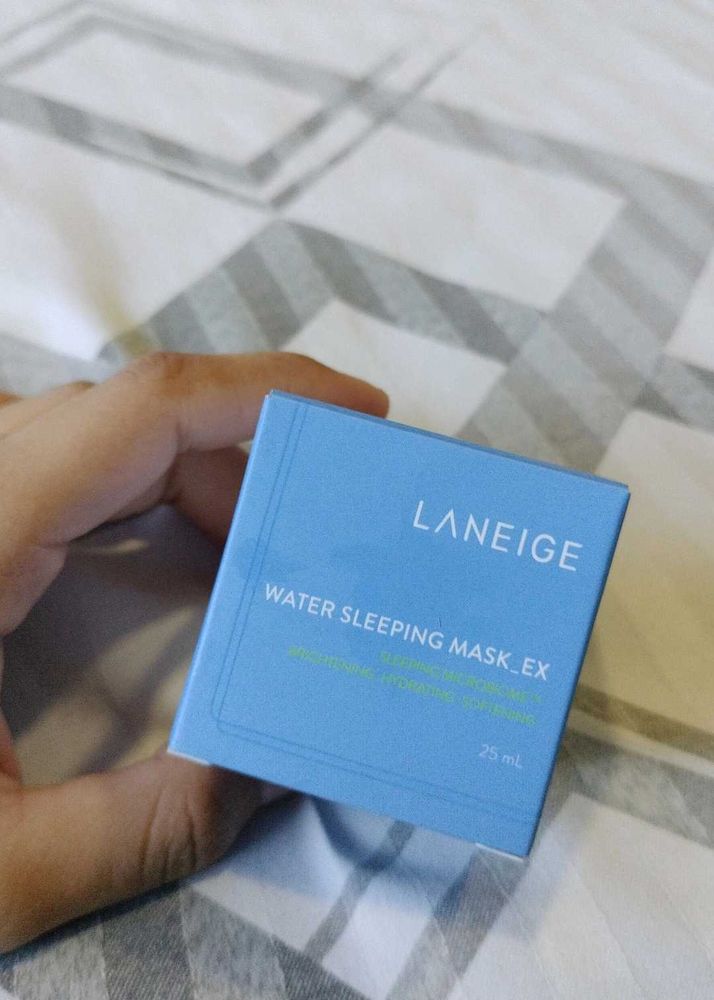 LANEIGE
WATER SLEEPING MASK_EX
SLEEPING MICROBIOME™
BRIGHTENING · HYDRATING · SOFTENING
25 mL